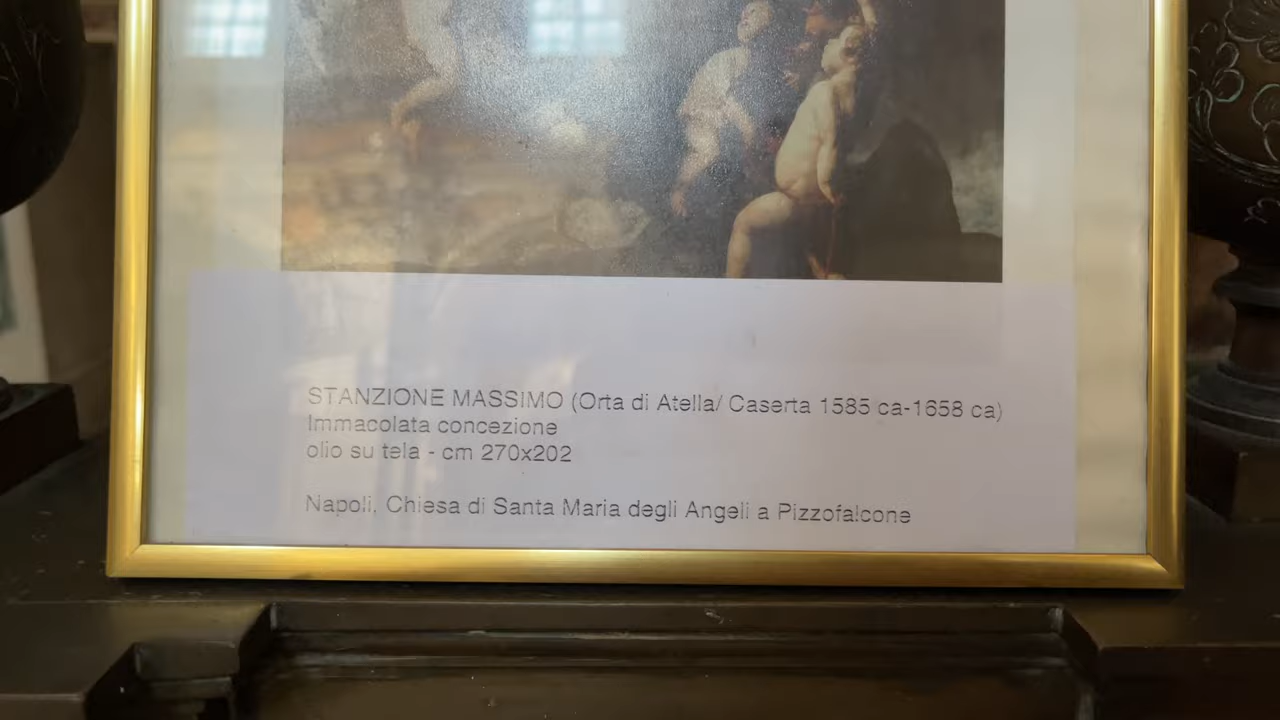 STANZIONE MASSIMO (Orta di Atella/ Caserta 1585 ca-1658 ca)
Immacolata concezione
olio su tela - cm 270x202
Napoli, Chiesa di Santa Maria degli Angeli a Pizzofalcone